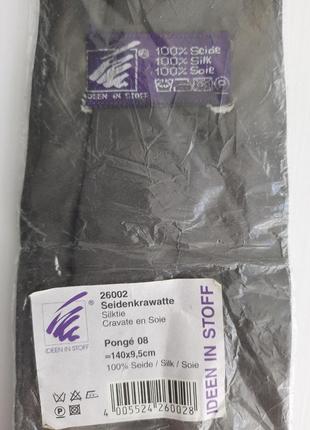 100% Seide
100% Silk
100% Soie
IDEEN IN STOFF
26002
Seidenkrawatte
Silktie
Cravate en Soie
Pongé 08
=140x9,5cm
100% Seide / Silk / Soie
IDEEN IN STOFF
4 005524 260028
IDEEN IN STOFF